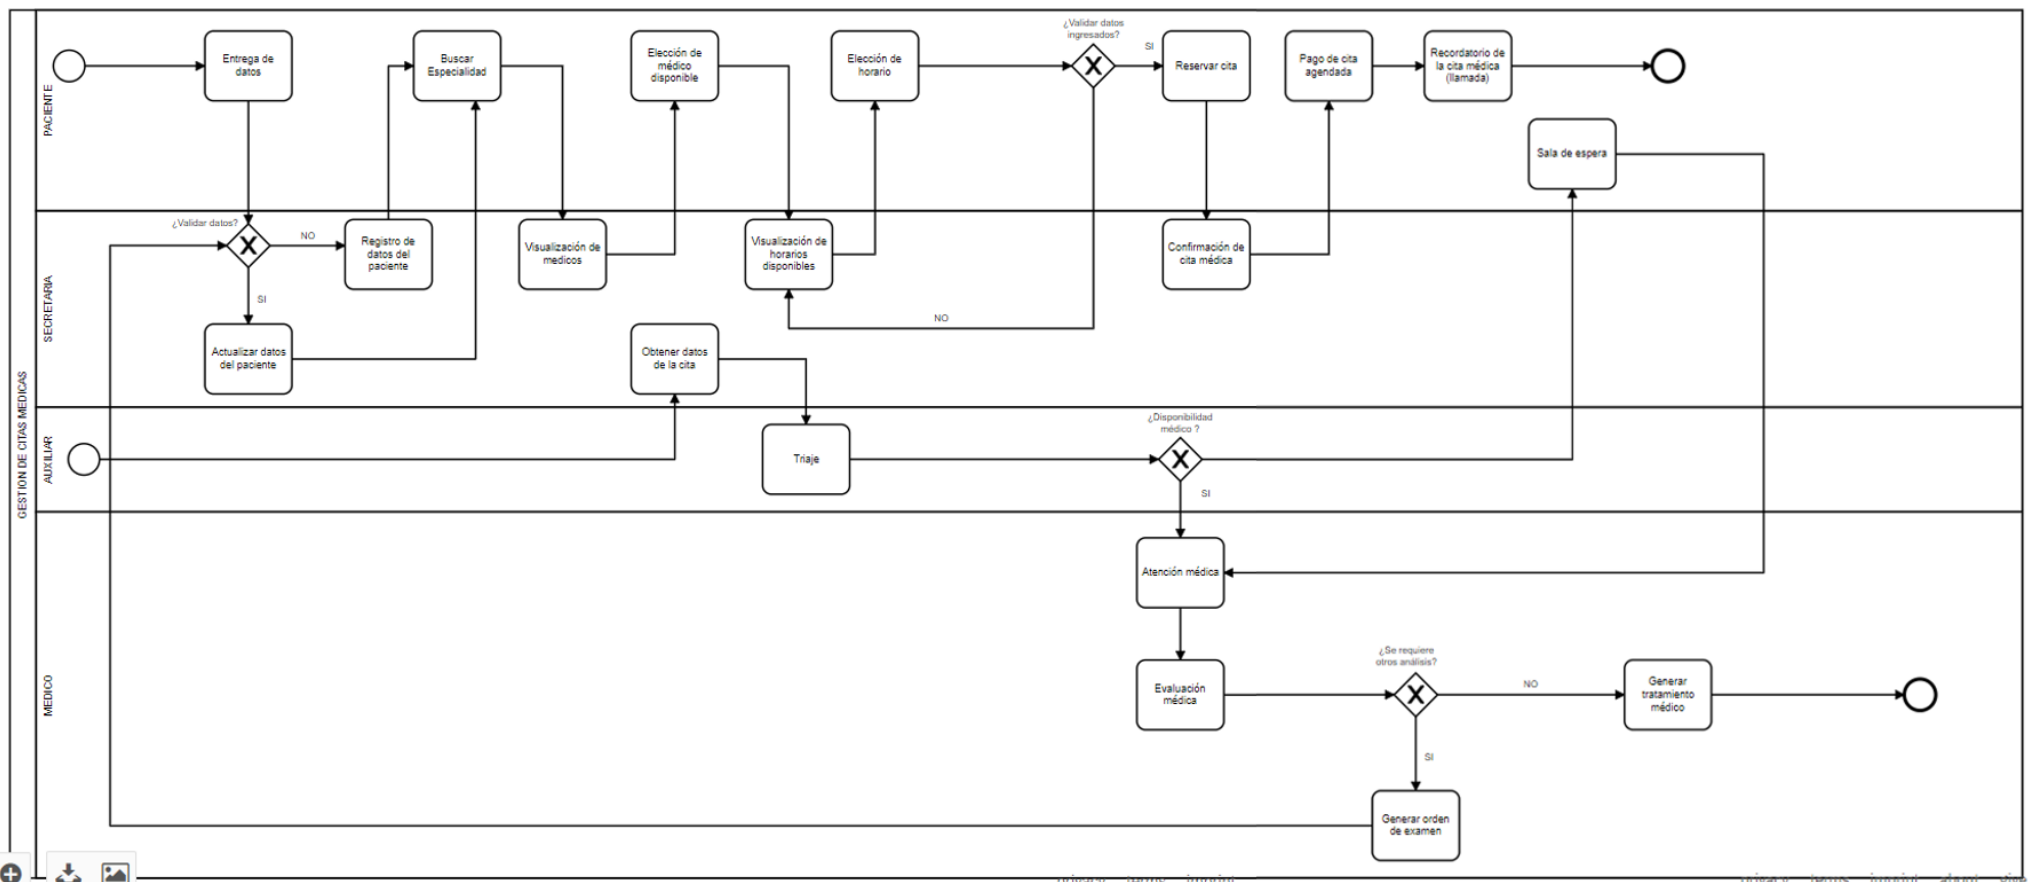 GESTION DE CITAS MEDICAS
PACIENTE
Entrega de
datos
Buscar
Especialidad
Elección de
médico
disponible
Elección de
horario
¿Validar datos
ingresados?
SI
Reservar cita
Pago de cita
agendada
Recordatorio de
la cita médica
(llamada)
Sala de espera
SECRETARIA
¿Validar datos?
NO
Registro de
datos del
paciente
Visualización de
medicos
Visualización de
horarios
disponibles
Confirmación de
cita médica
SI
NO
Actualizar datos
del paciente
Obtener datos
de la cita
AUXILIAR
Triaje
¿Disponibilidad
médico ?
SI
MEDICO
Atención médica
Evaluación
médica
¿Se requiere
otros análisis?
NO
Generar
tratamiento
médico
SI
Generar orden
de examen